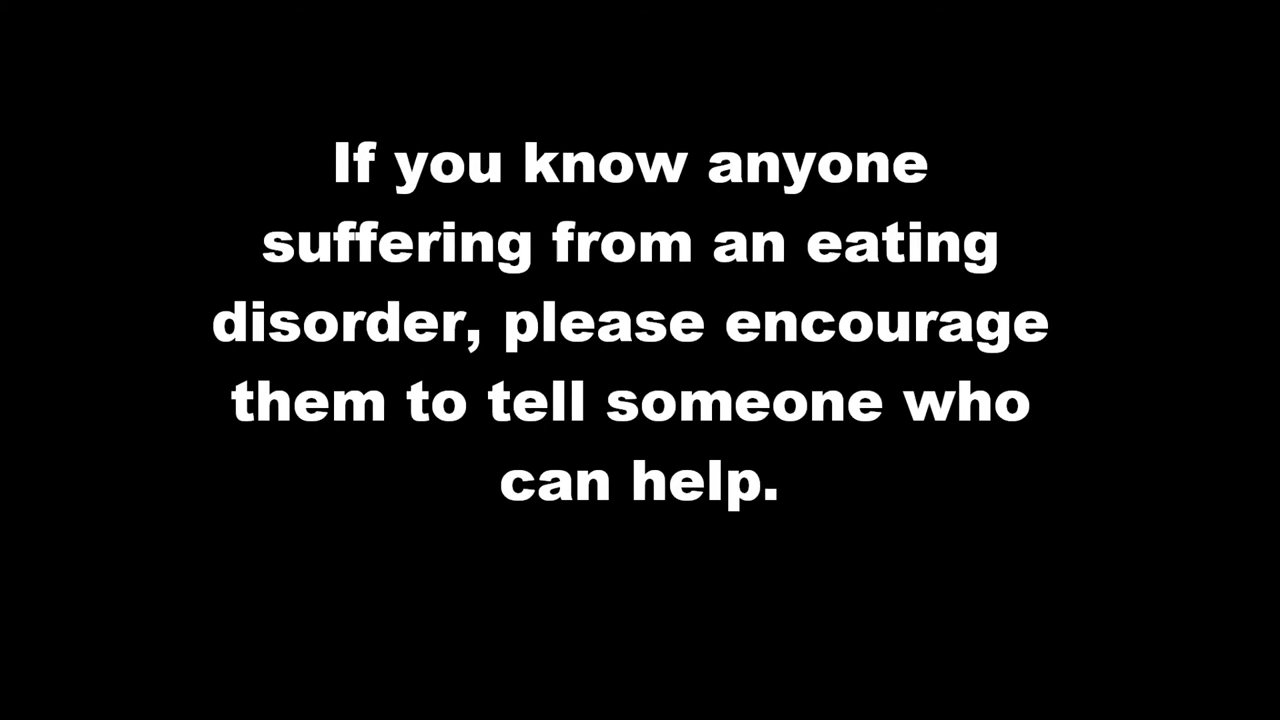 If you know anyone
suffering from an eating
disorder, please encourage
them to tell someone who
can help.